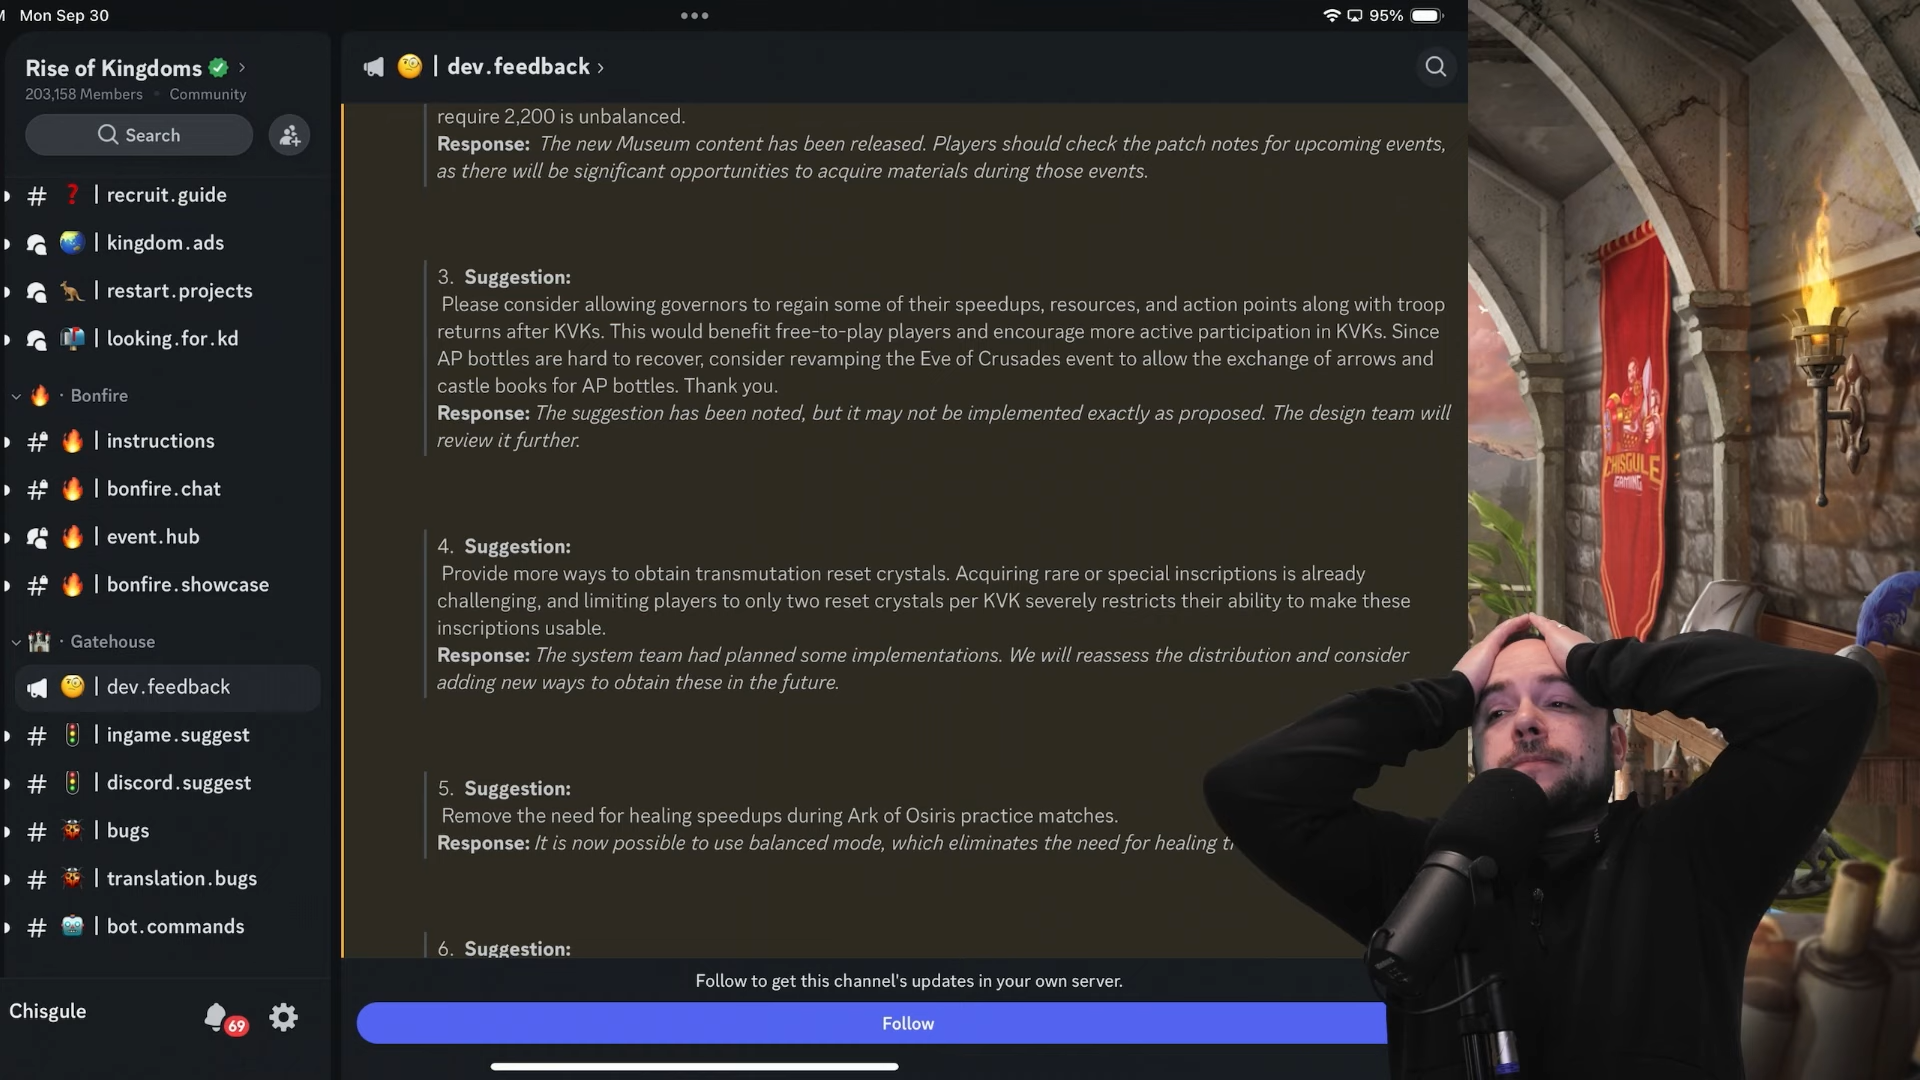 Mon Sep 30
95%
Rise of Kingdoms
203,158 Members • Community
Search
# | recruit.guide
| kingdom.ads
| restart.projects
| looking.for.kd
· Bonfire
# | instructions
# | bonfire.chat
| event.hub
# | bonfire.showcase
· Gatehouse
| dev.feedback
# | ingame.suggest
# | discord.suggest
# | bugs
# | translation.bugs
# | bot.commands
Chisgule
69
| dev.feedback
require 2,200 is unbalanced.
Response: The new Museum content has been released. Players should check the patch notes for upcoming events,
as there will be significant opportunities to acquire materials during those events.
3. Suggestion:
Please consider allowing governors to regain some of their speedups, resources, and action points along with troop
returns after KVKs. This would benefit free-to-play players and encourage more active participation in KVKs. Since
AP bottles are hard to recover, consider revamping the Eve of Crusades event to allow the exchange of arrows and
castle books for AP bottles. Thank you.
Response: The suggestion has been noted, but it may not be implemented exactly as proposed. The design team will
review it further.
4. Suggestion:
Provide more ways to obtain transmutation reset crystals. Acquiring rare or special inscriptions is already
challenging, and limiting players to only two reset crystals per KVK severely restricts their ability to make these
inscriptions usable.
Response: The system team had planned some implementations. We will reassess the distribution and consider
adding new ways to obtain these in the future.
5. Suggestion:
Remove the need for healing speedups during Ark of Osiris practice matches.
Response: It is now possible to use balanced mode, which eliminates the need for healing
6. Suggestion:
Follow to get this channel's updates in your own server.
Follow
CHISGULE
GAMING